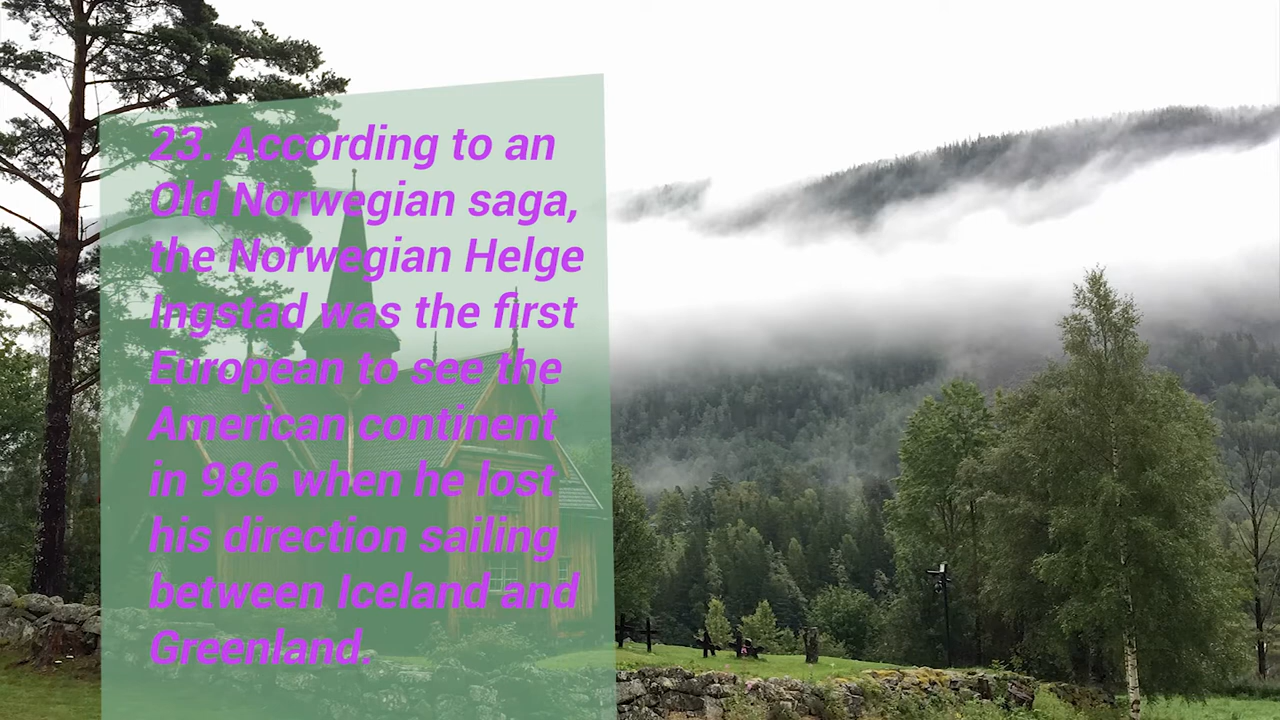 23. According to an
Old Norwegian saga,
the Norwegian Helge
Ingstad was the first
European to see the
American continent
in 986 when he lost
his direction sailing
between Iceland and
Greenland.